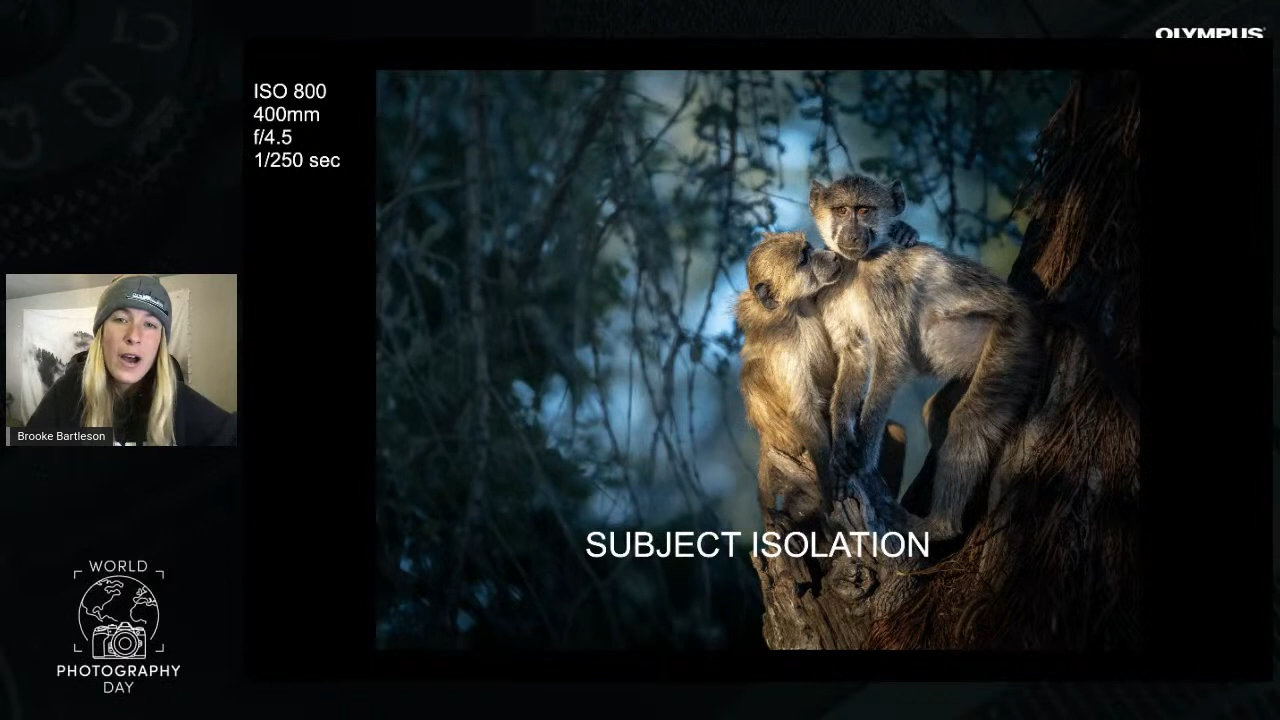 OLYMPUS
ISO 800
400mm
f/4.5
1/250 sec
Brooke Bartleson
SUBJECT ISOLATION
WORLD
PHOTOGRAPHY
DAY